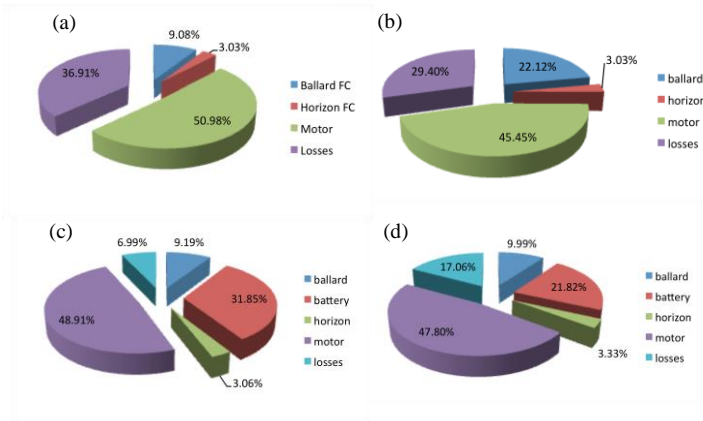 (a)
9.08%
3.03%
36.91%
50.98%
Ballard FC
Horizon FC
Motor
Losses
(b)
22.12%
3.03%
29.40%
45.45%
ballard
horizon
motor
losses
(c)
6.99%
9.19%
31.85%
48.91%
3.06%
ballard
battery
horizon
motor
losses
(d)
9.99%
17.06%
21.82%
47.80%
3.33%
ballard
battery
horizon
motor
losses